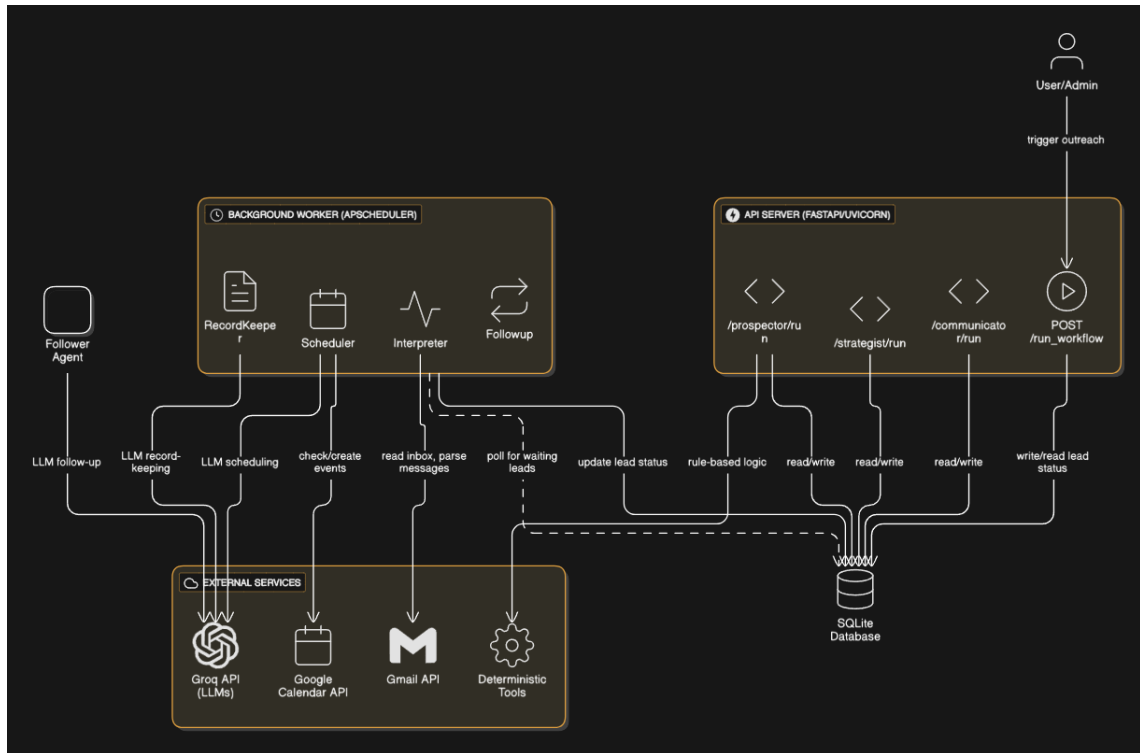 User/Admin
trigger outreach
BACKGROUND WORKER (APSCHEDULER)
API SERVER (FASTAPI/UVICORN)
Follower
Agent
RecordKeepe
r
Scheduler
Interpreter
Followup
/prospector/ru
n
/strategist/run
/communicato
r/run
POST
/run_workflow
LLM follow-up
LLM record-
keeping
LLM scheduling
check/create
events
read inbox, parse
messages
poll for waiting
leads
update lead status
rule-based logic
read/write
read/write
read/write
write/read lead
status
EXTERNAL SERVICES
Groq API
(LLMs)
Google
Calendar API
Gmail API
Deterministic
Tools
SQLite
Database